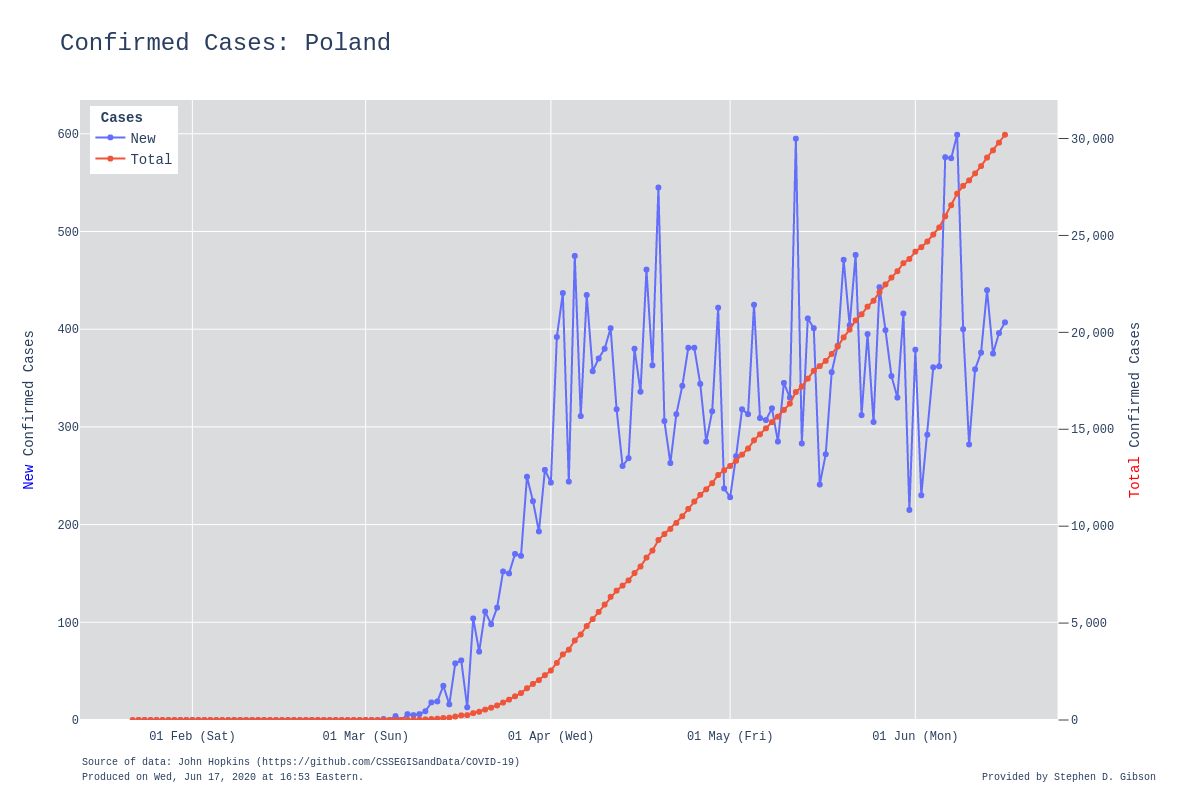 Confirmed Cases: Poland
Cases
New
Total
600
500
400
300
200
100
0
30,000
25,000
20,000
15,000
10,000
5,000
0
New Confirmed Cases
Total Confirmed Cases
01 Feb (Sat)
01 Mar (Sun)
01 Apr (Wed)
01 May (Fri)
01 Jun (Mon)
Source of data: John Hopkins (https://github.com/CSSEGISandData/COVID-19)
Produced on Wed, Jun 17, 2020 at 16:53 Eastern.
Provided by Stephen D. Gibson